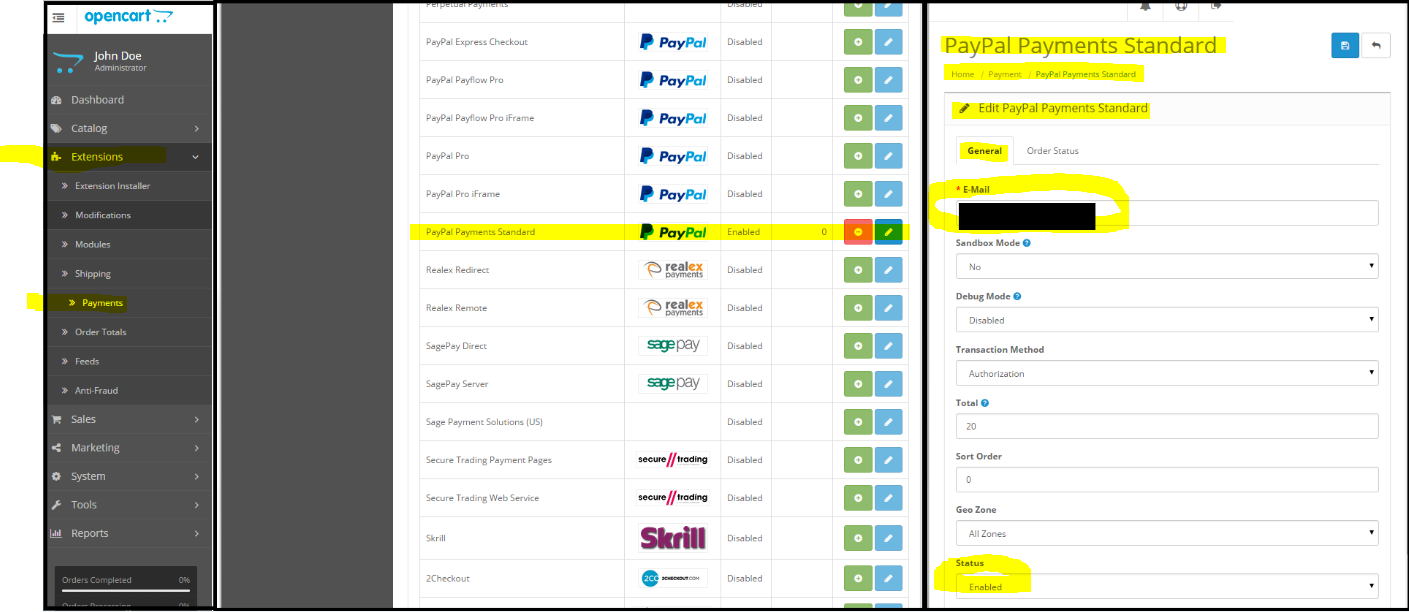 opencart
John Doe
Administrator
Dashboard
Catalog
Extensions
Extension Installer
Modifications
Modules
Shipping
Payments
Order Totals
Feeds
Anti-Fraud
Sales
Marketing
System
Tools
Reports
Orders Completed 0%
Orders Processing 0%
Perpetual Payments Disabled
PayPal Express Checkout PayPal Disabled
PayPal Payflow Pro PayPal Disabled
PayPal Payflow Pro iFrame PayPal Disabled
PayPal Pro PayPal Disabled
PayPal Pro iFrame PayPal Disabled
PayPal Payments Standard PayPal Enabled 0
Realex Redirect realex payments Disabled
Realex Remote realex payments Disabled
SagePay Direct sage pay Disabled
SagePay Server sage pay Disabled
Sage Payment Solutions (US) Disabled
Secure Trading Payment Pages secure//trading Disabled
Secure Trading Web Service secure//trading Disabled
Skrill Skrill Disabled
2Checkout 2CO 2CHECKOUT.COM Disabled
PayPal Payments Standard
Home / Payment / PayPal Payments Standard
Edit PayPal Payments Standard
General Order Status
* E-Mail
Sandbox Mode ?
No
Debug Mode ?
Disabled
Transaction Method
Authorization
Total ?
20
Sort Order
0
Geo Zone
All Zones
Status
Enabled